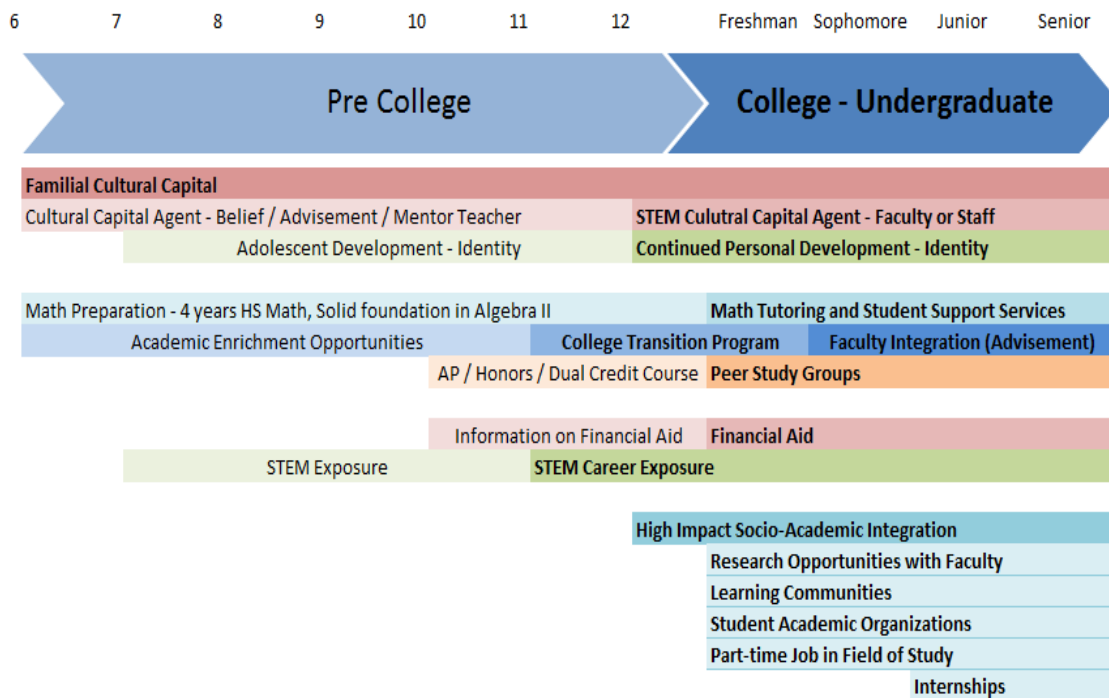 6 7 8 9 10 11 12 Freshman Sophomore Junior Senior
Pre College College - Undergraduate
Familial Cultural Capital
Cultural Capital Agent - Belief / Advisement / Mentor Teacher STEM Culutral Capital Agent - Faculty or Staff
Adolescent Development - Identity Continued Personal Development - Identity
Math Preparation - 4 years HS Math, Solid foundation in Algebra II Math Tutoring and Student Support Services
Academic Enrichment Opportunities College Transition Program Faculty Integration (Advisement)
AP / Honors / Dual Credit Course Peer Study Groups
Information on Financial Aid Financial Aid
STEM Exposure STEM Career Exposure
High Impact Socio-Academic Integration
Research Opportunities with Faculty
Learning Communities
Student Academic Organizations
Part-time Job in Field of Study
Internships